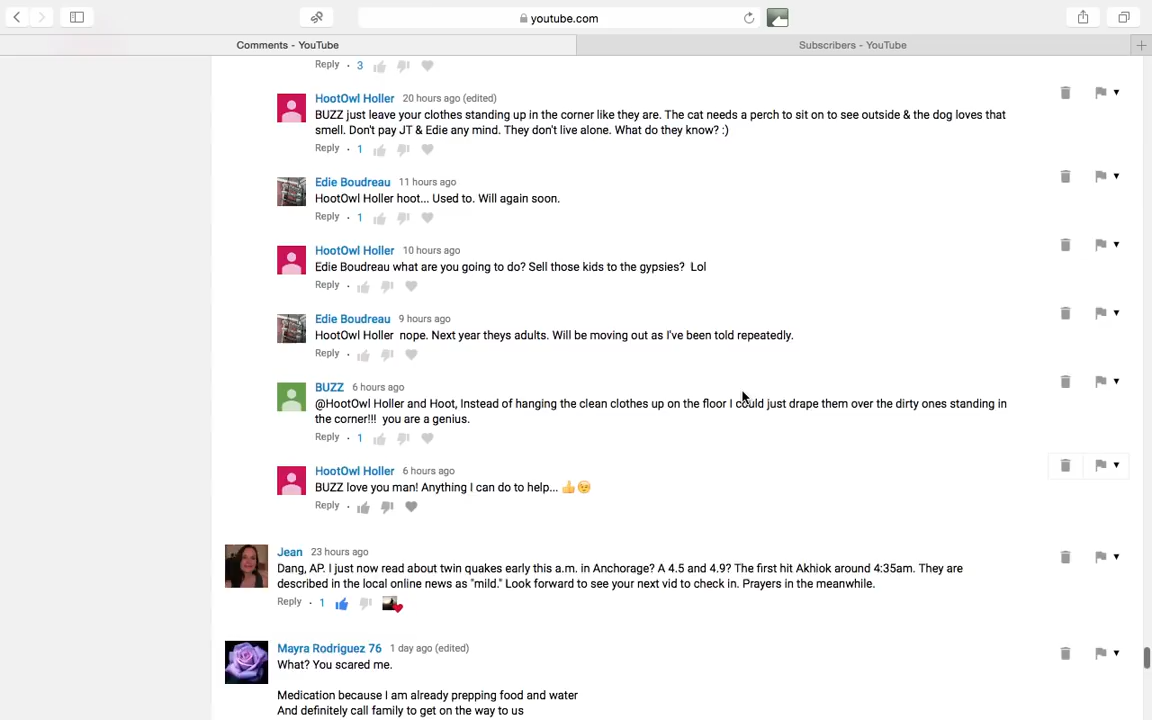 youtube.com
Comments - YouTube
Subscribers - YouTube
Reply · 3
HootOwl Holler 20 hours ago (edited)
BUZZ just leave your clothes standing up in the corner like they are. The cat needs a perch to sit on to see outside & the dog loves that
smell. Don't pay JT & Edie any mind. They don't live alone. What do they know? :)
Reply · 1
Edie Boudreau 11 hours ago
HootOwl Holler hoot... Used to. Will again soon.
Reply · 1
HootOwl Holler 10 hours ago
Edie Boudreau what are you going to do? Sell those kids to the gypsies? Lol
Reply ·
Edie Boudreau 9 hours ago
HootOwl Holler nope. Next year theys adults. Will be moving out as I've been told repeatedly.
Reply ·
BUZZ 6 hours ago
@HootOwl Holler and Hoot, Instead of hanging the clean clothes up on the floor I could just drape them over the dirty ones standing in
the corner!!! you are a genius.
Reply · 1
HootOwl Holler 6 hours ago
BUZZ love you man! Anything I can do to help... 👍😉
Reply ·
Jean 23 hours ago
Dang, AP. I just now read about twin quakes early this a.m. in Anchorage? A 4.5 and 4.9? The first hit Akhiok around 4:35am. They are
described in the local online news as "mild." Look forward to see your next vid to check in. Prayers in the meanwhile.
Reply · 1
Mayra Rodriguez 76 1 day ago (edited)
What? You scared me.
Medication because I am already prepping food and water
And definitely call family to get on the way to us